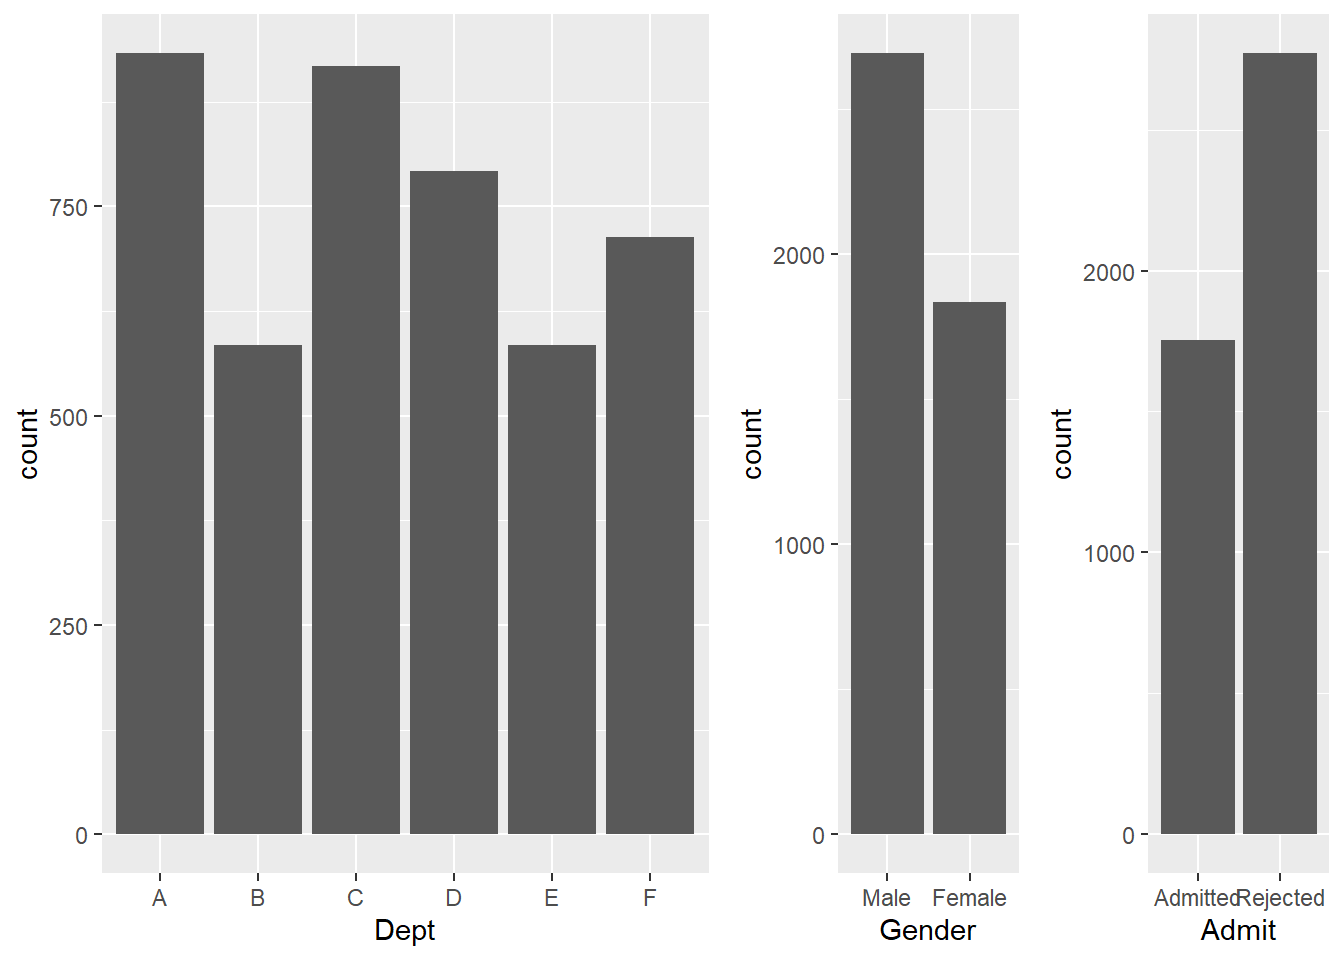 count
750
500
250
0
A B C D E F
Dept
count
2000
1000
0
Male Female
Gender
count
2000
1000
0
Admitted Rejected
Admit